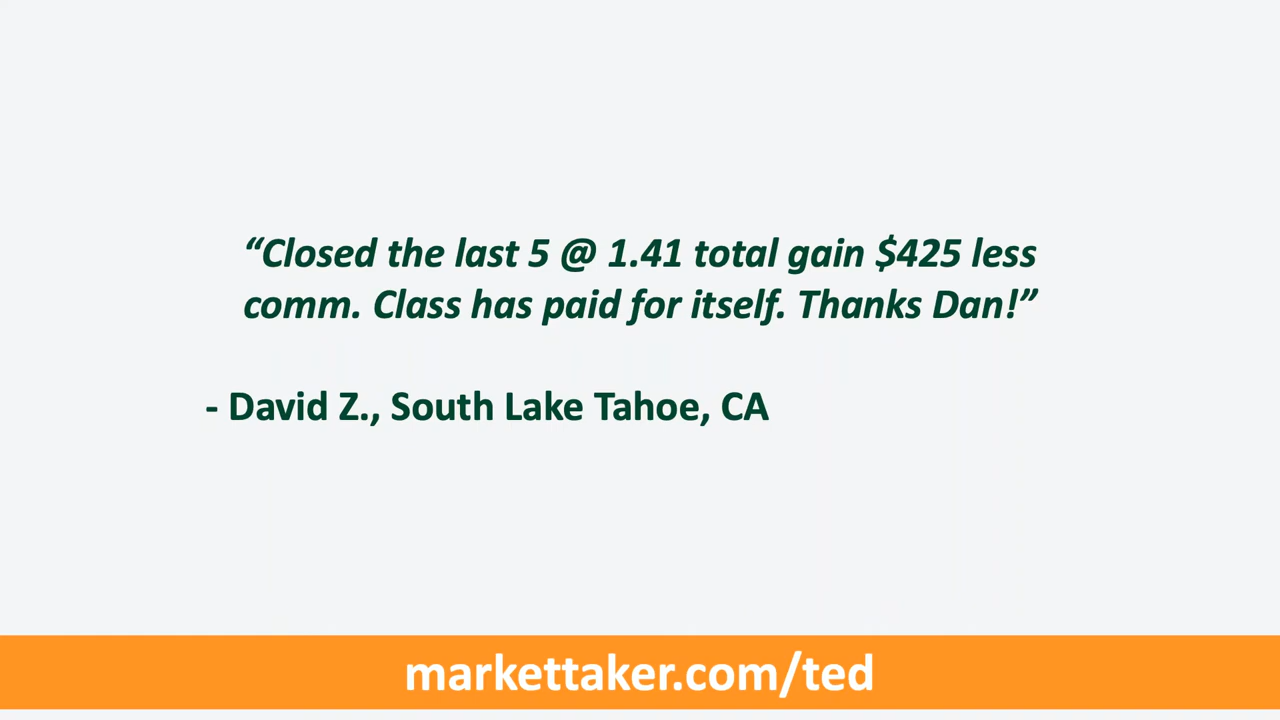 “Closed the last 5 @ 1.41 total gain $425 less
comm. Class has paid for itself. Thanks Dan!”
- David Z., South Lake Tahoe, CA
markettaker.com/ted